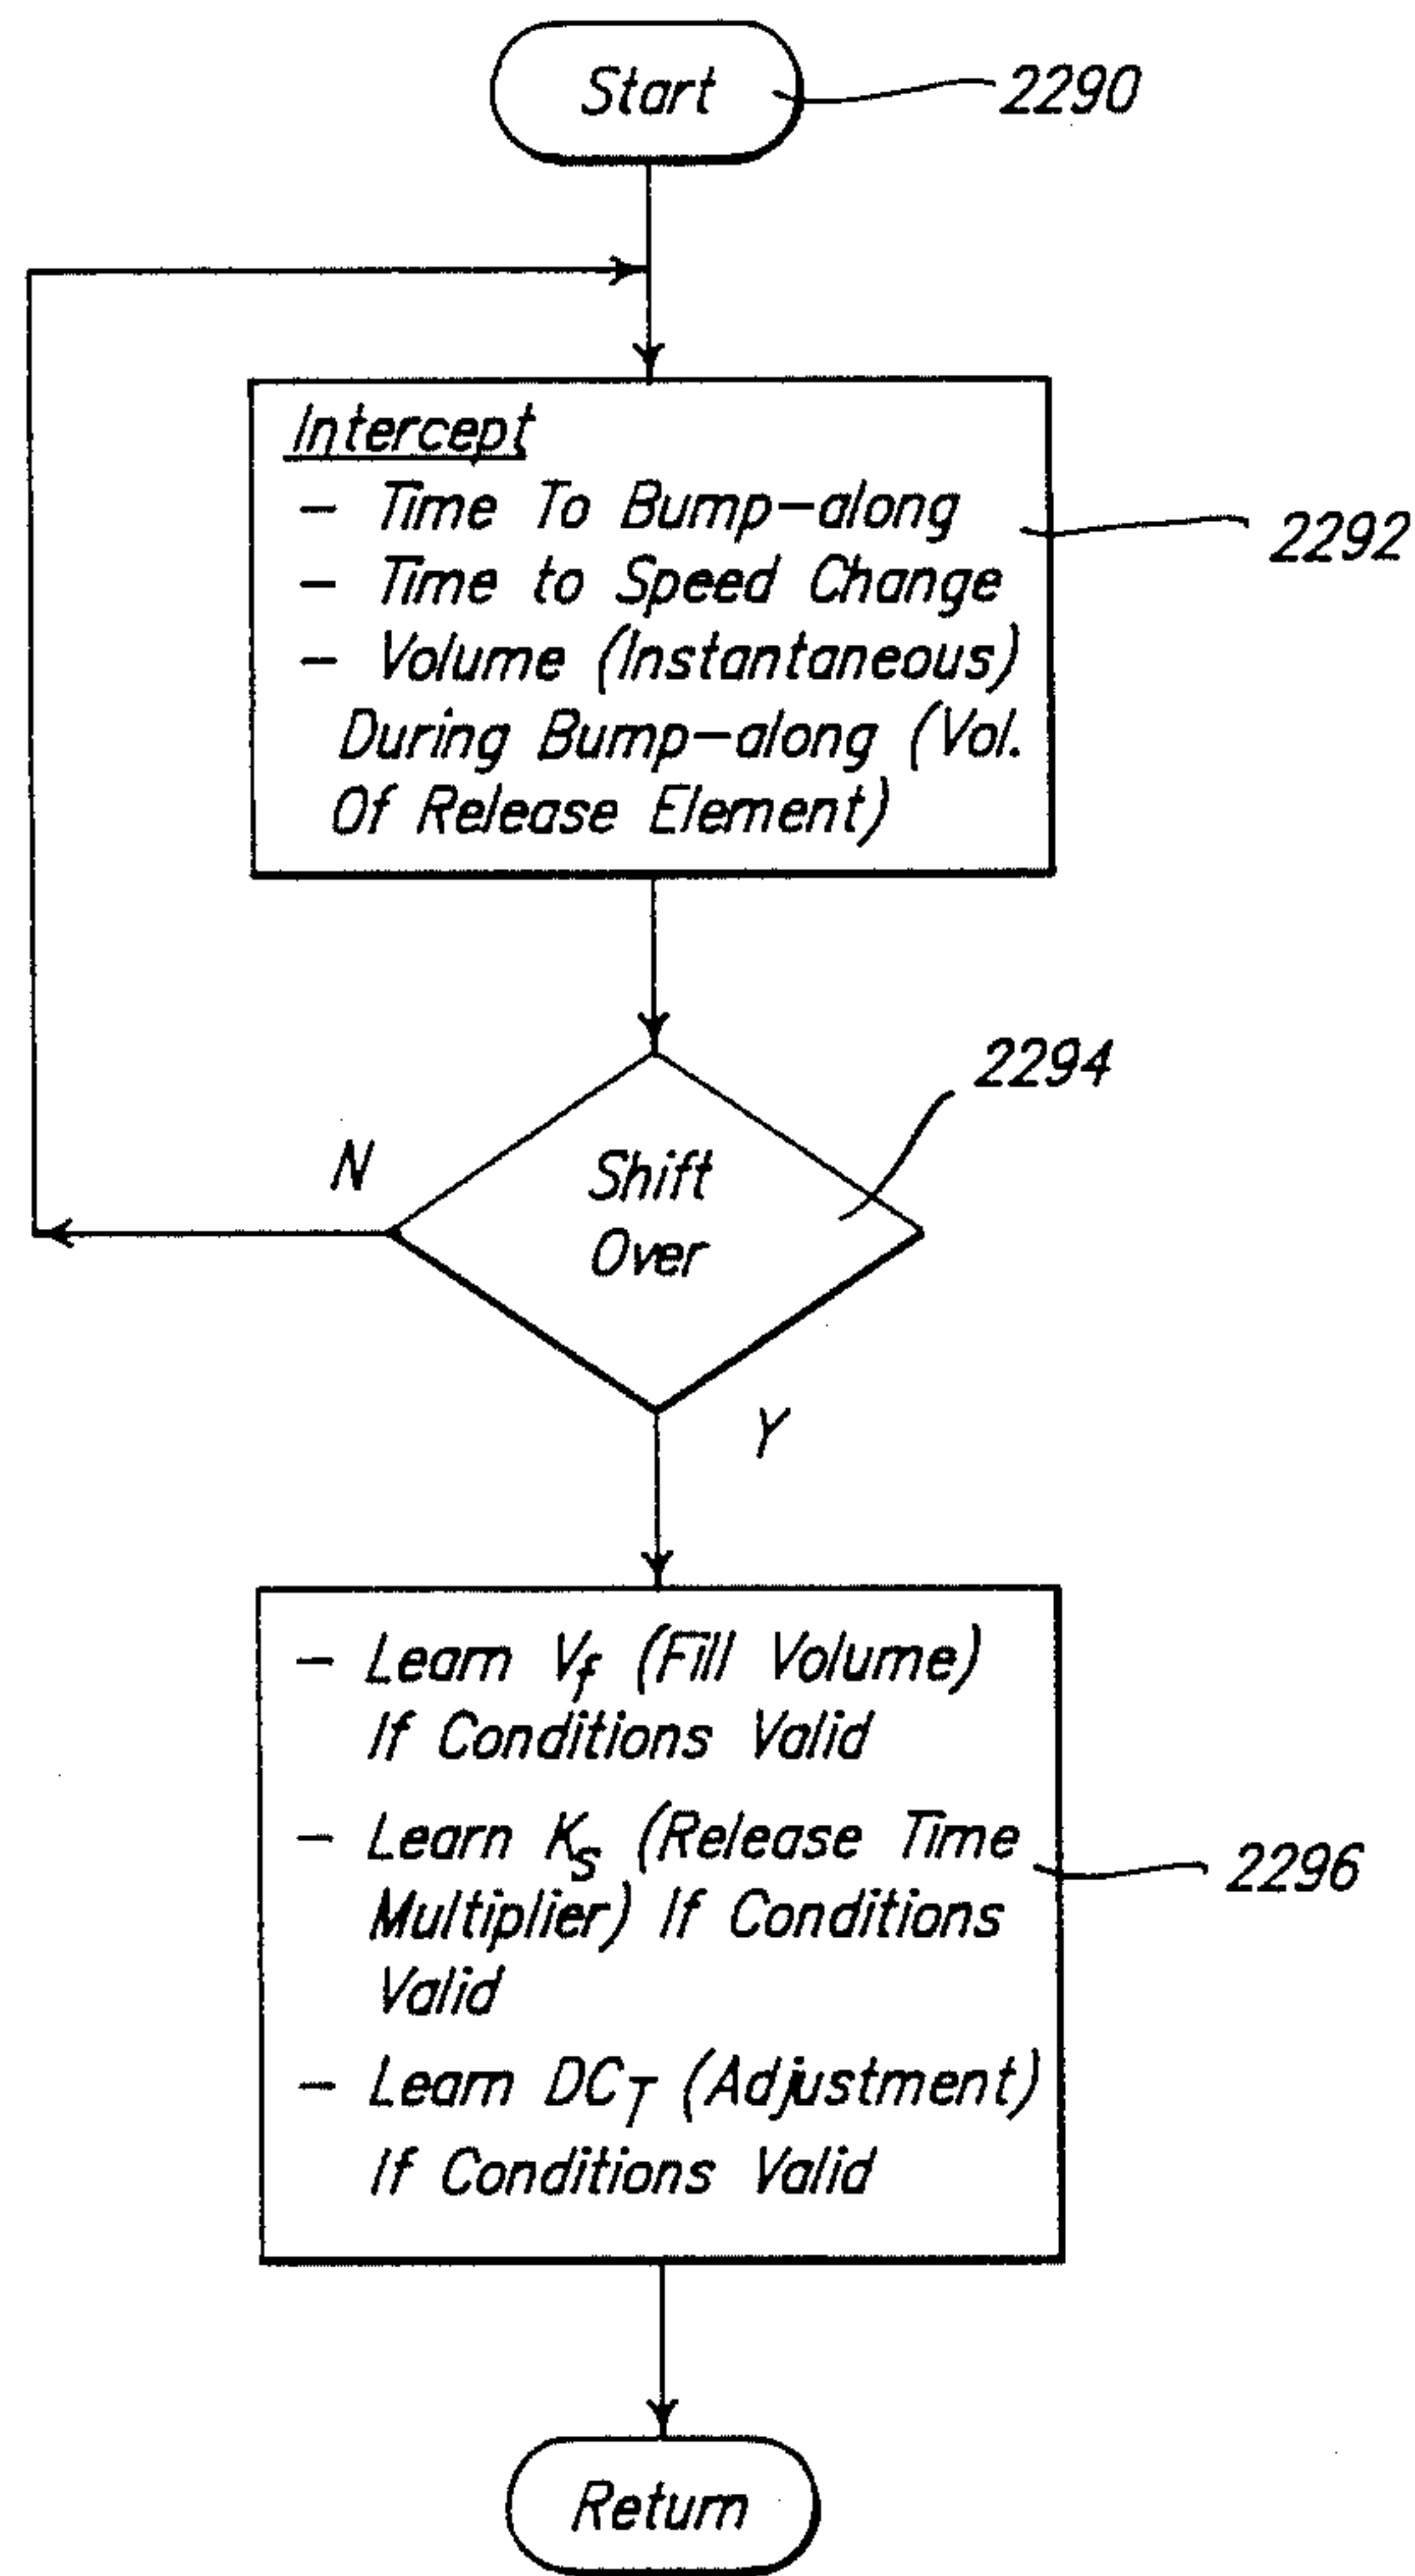 Start
2290
Intercept
- Time To Bump-along
- Time to Speed Change
- Volume (Instantaneous)
During Bump-along (Vol.
Of Release Element)
2292
2294
Shift
Over
N
Y
- Learn Vf (Fill Volume)
If Conditions Valid
- Learn Ks (Release Time
Multiplier) If Conditions
Valid
- Learn DCT (Adjustment)
If Conditions Valid
2296
Return